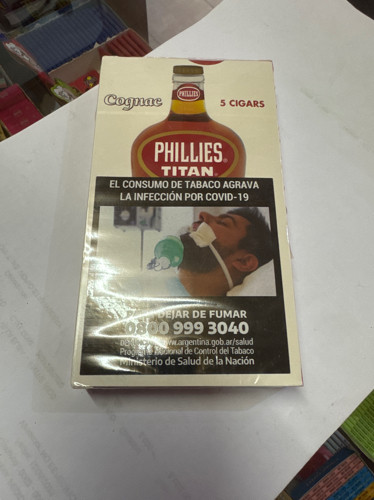 Cognac
5 CIGARS
PHILLIES
PHILLIES®
TITAN
EL CONSUMO DE TABACO AGRAVA
LA INFECCIÓN POR COVID-19
DEJAR DE FUMAR
0800 999 3040
www.argentina.gob.ar/salud
Programa Nacional de Control del Tabaco
Ministerio de Salud de la Nación